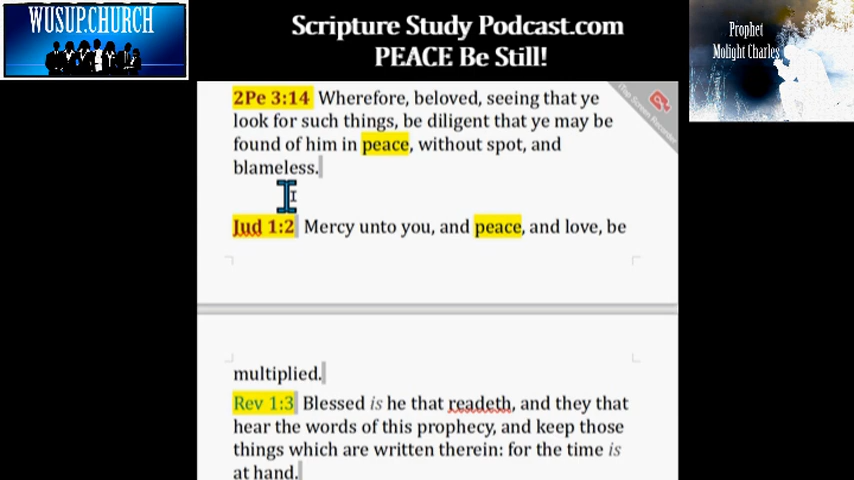 WUSUP.CHURCH
Scripture Study Podcast.com
PEACE Be Still!
Prophet
Molight Charles
iTop Screen Recorder
2Pe 3:14 Wherefore, beloved, seeing that ye
look for such things, be diligent that ye may be
found of him in peace, without spot, and
blameless.
Jud 1:2 Mercy unto you, and peace, and love, be
multiplied.
Rev 1:3 Blessed is he that readeth, and they that
hear the words of this prophecy, and keep those
things which are written therein: for the time is
at hand.